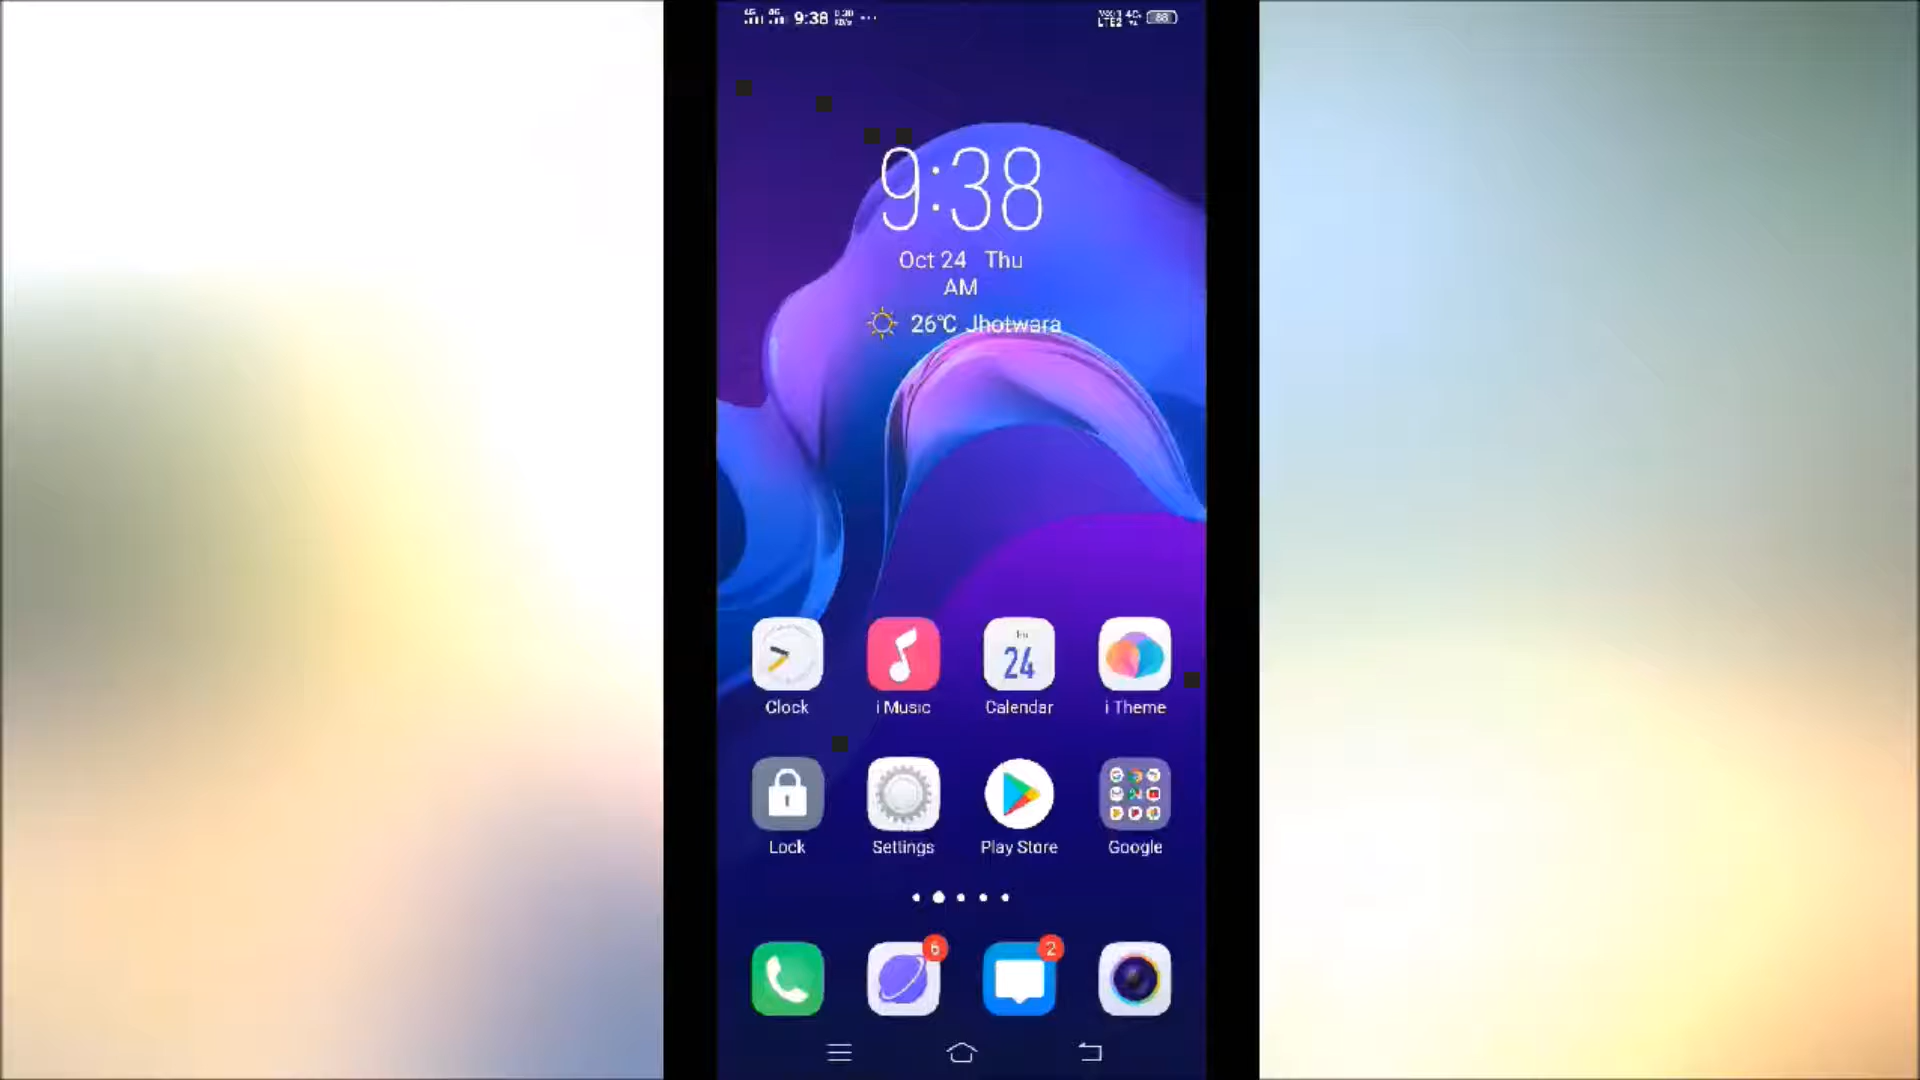 9:38
88
9:38
Oct 24 Thu
AM
26°C Jhotwara
24
Clock
i Music
Calendar
i Theme
Lock
Settings
Play Store
Google
6
2